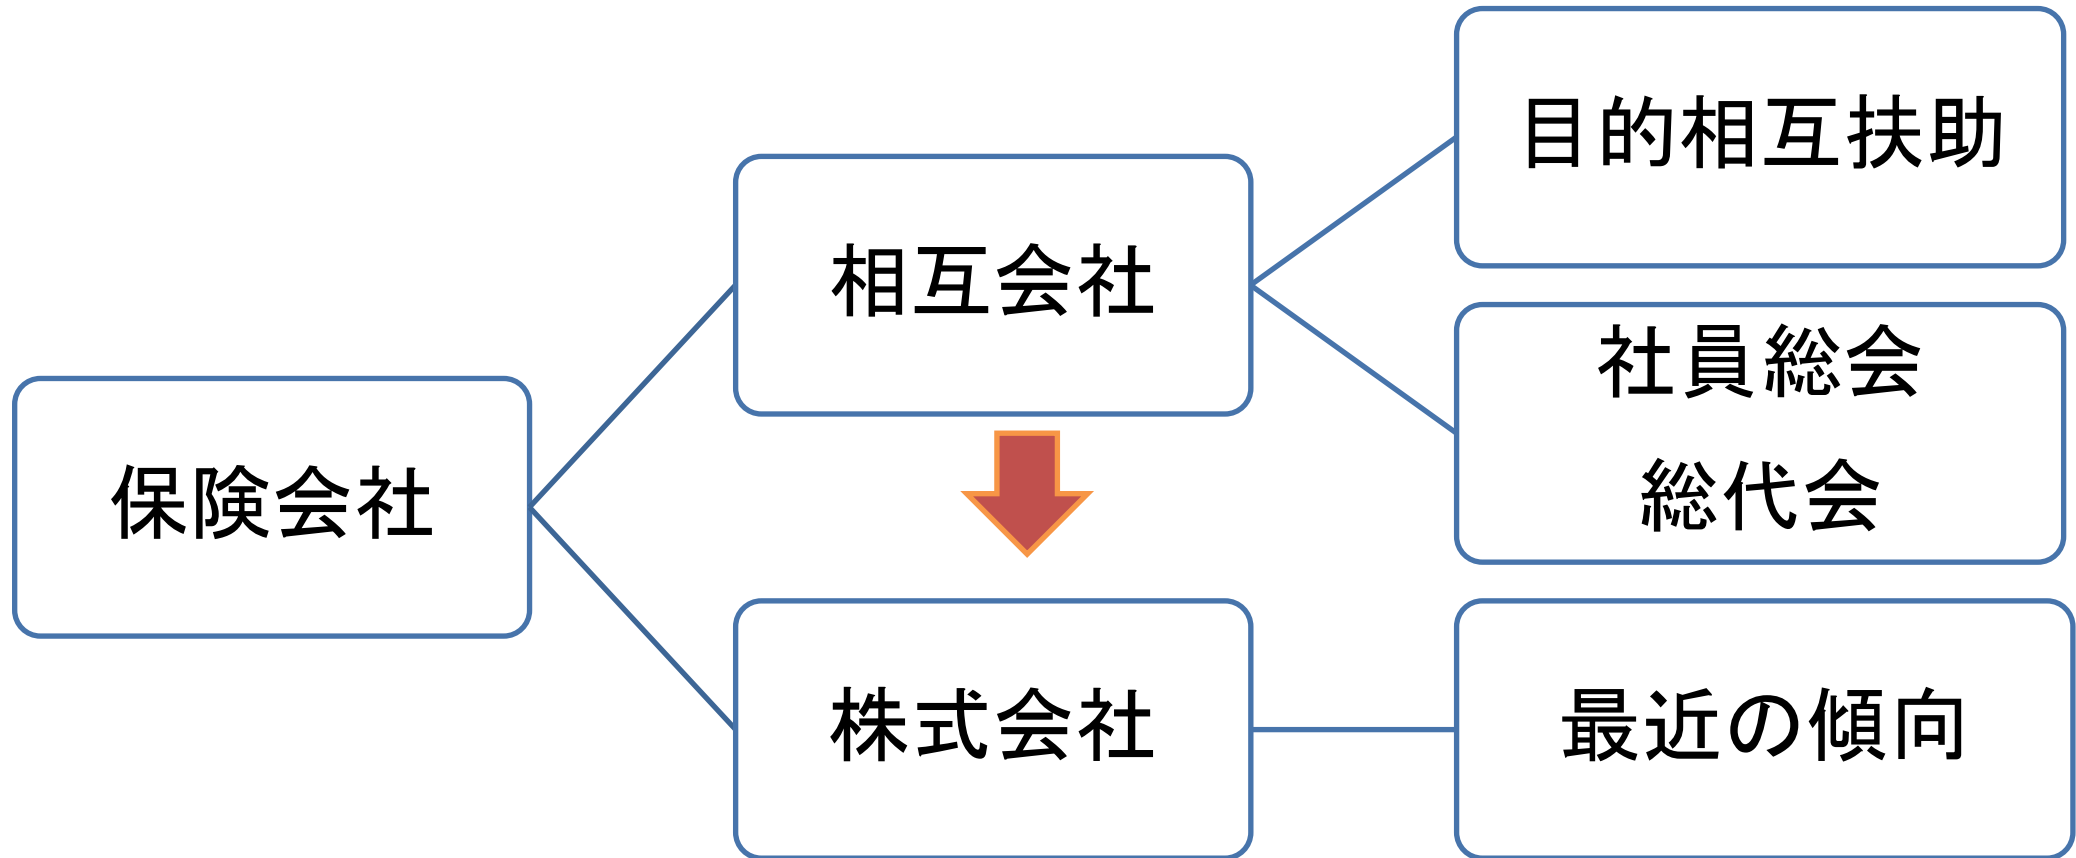 保険会社
相互会社
目的相互扶助
社員総会
総代会
株式会社
最近の傾向